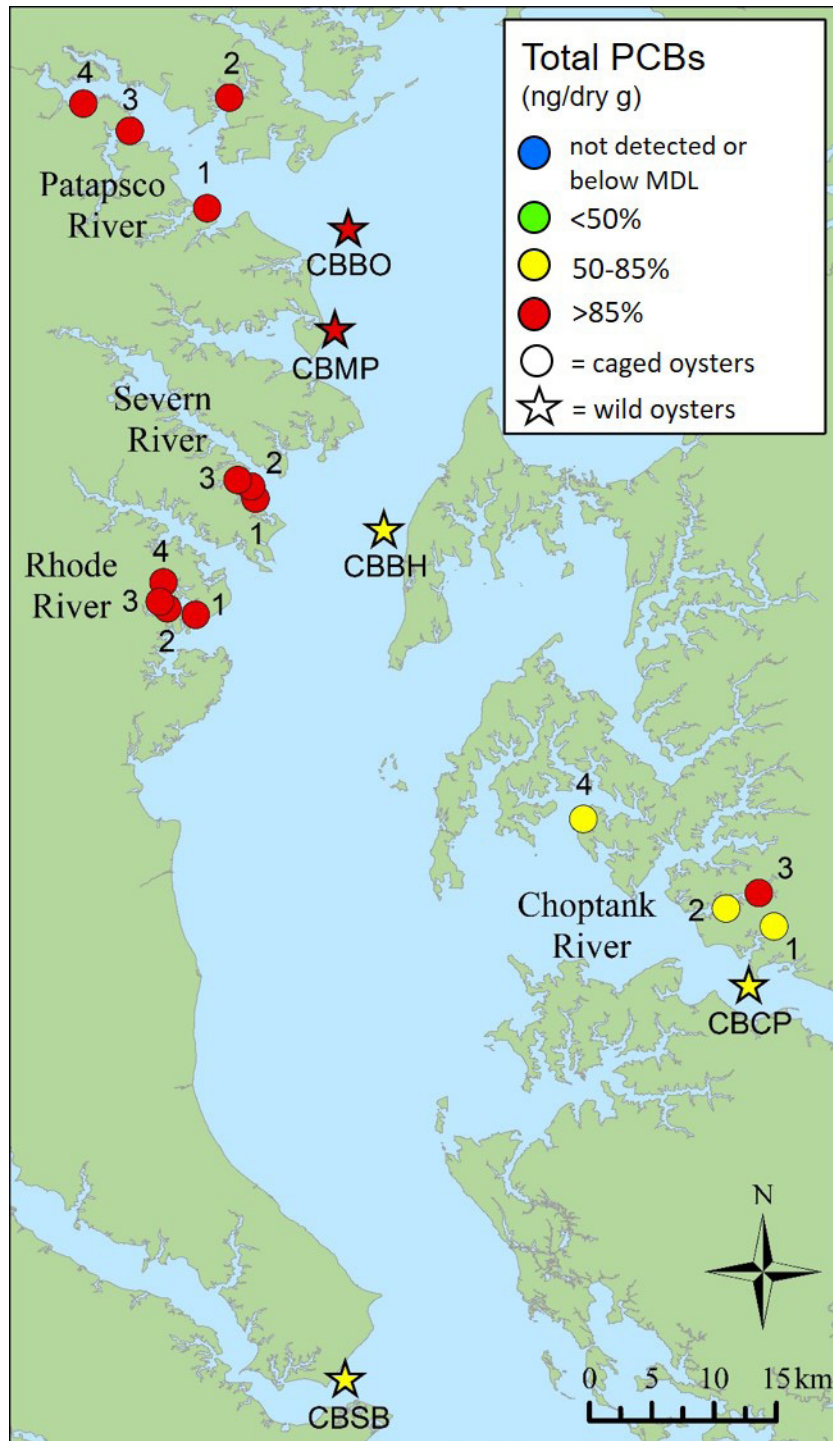 Total PCBs
(ng/dry g)
not detected or
below MDL
<50%
50-85%
>85%
= caged oysters
= wild oysters
4
3
2
1
Patapsco
River
CBBO
CBMP
Severn
River
3
2
1
CBBH
Rhode
River
4
3
2
1
4
3
2
1
Choptank
River
CBCP
N
0 5 10 15 km
CBSB